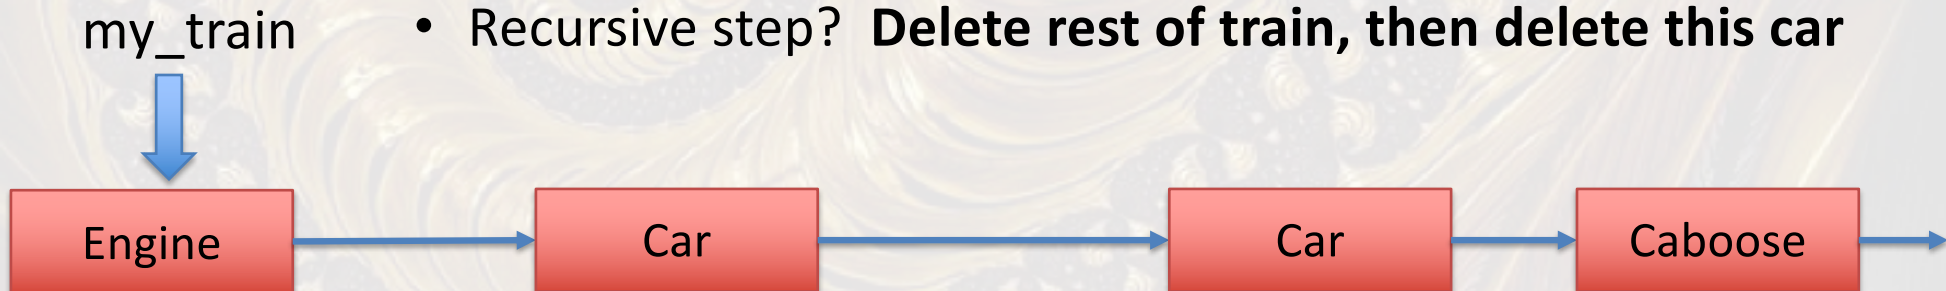 my_train
• Recursive step? Delete rest of train, then delete this car
Engine
Car
Car
Caboose